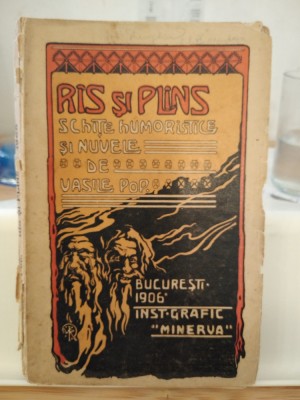 RIS ȘI PLINS
SCHIȚE HUMORISTICE
ȘI NUVELE
DE
VASILE POP
BUCUREȘTI·
1906·
INST·GRAFIC
"MINERVA"